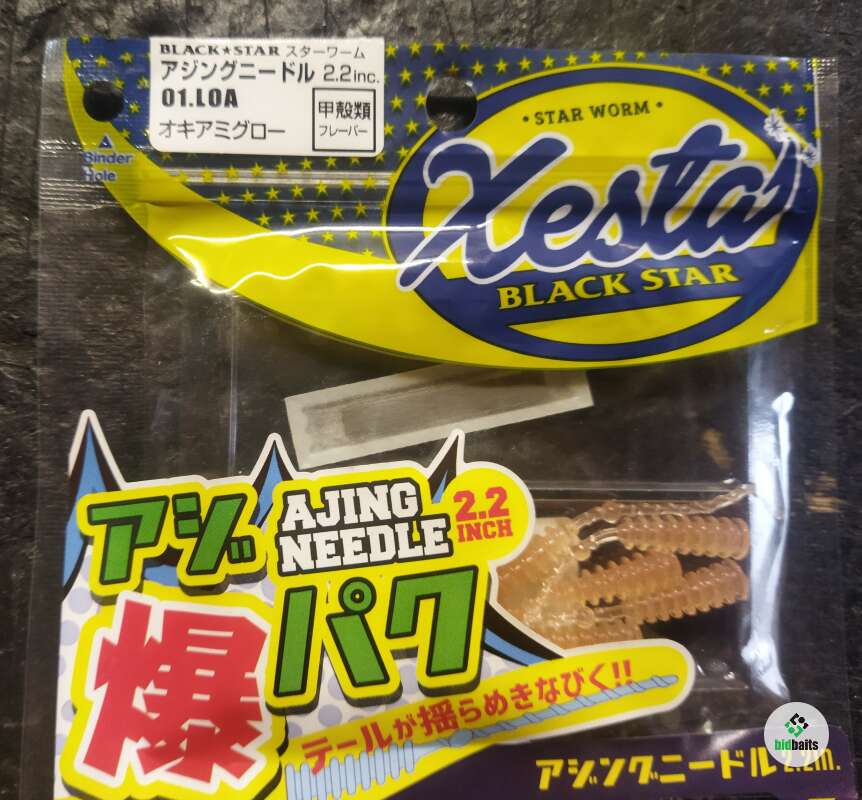 BLACK★STAR スターワーム
アジングニードル 2.2inc.
01.LOA
オキアミグロー
甲殻類
フレーバー
Binder
Hole
• STAR WORM •
Xesta
BLACK STAR
アジ
爆
パク
AJING
NEEDLE
2.2
INCH
テールが揺らめきなびく!!
アジングニードル 2.2in.
bidbaits